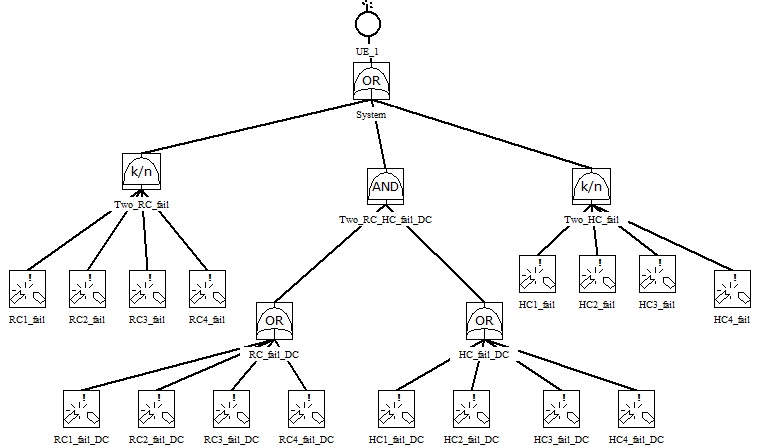 UE_1
OR
System
k/n
AND
k/n
Two_RC_fail
Two_RC_HC_fail_DC
Two_HC_fail
! ! ! !
! ! ! !
RC1_fail RC2_fail RC3_fail RC4_fail
HC1_fail HC2_fail HC3_fail HC4_fail
OR OR
RC_fail_DC HC_fail_DC
! ! ! ! ! ! ! !
RC1_fail_DC RC2_fail_DC RC3_fail_DC RC4_fail_DC HC1_fail_DC HC2_fail_DC HC3_fail_DC HC4_fail_DC